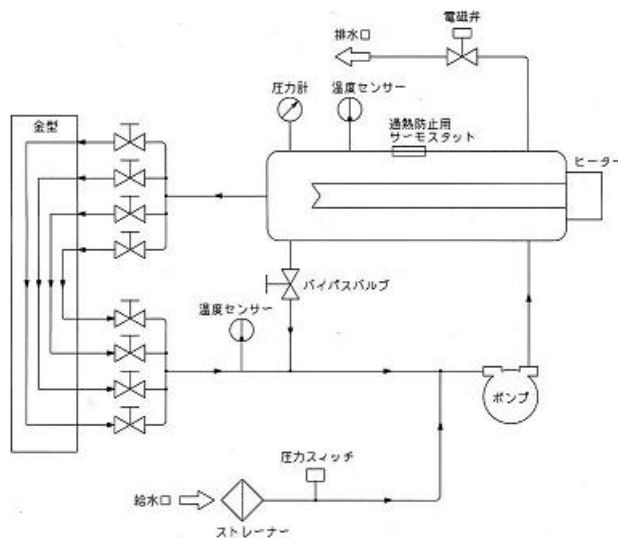 電磁弁
排水口
圧力計
温度センサー
過熱防止用
サーモスタット
ヒーター
金型
バイパスバルブ
温度センサー
ポンプ
圧力スィッチ
給水口
ストレーナー